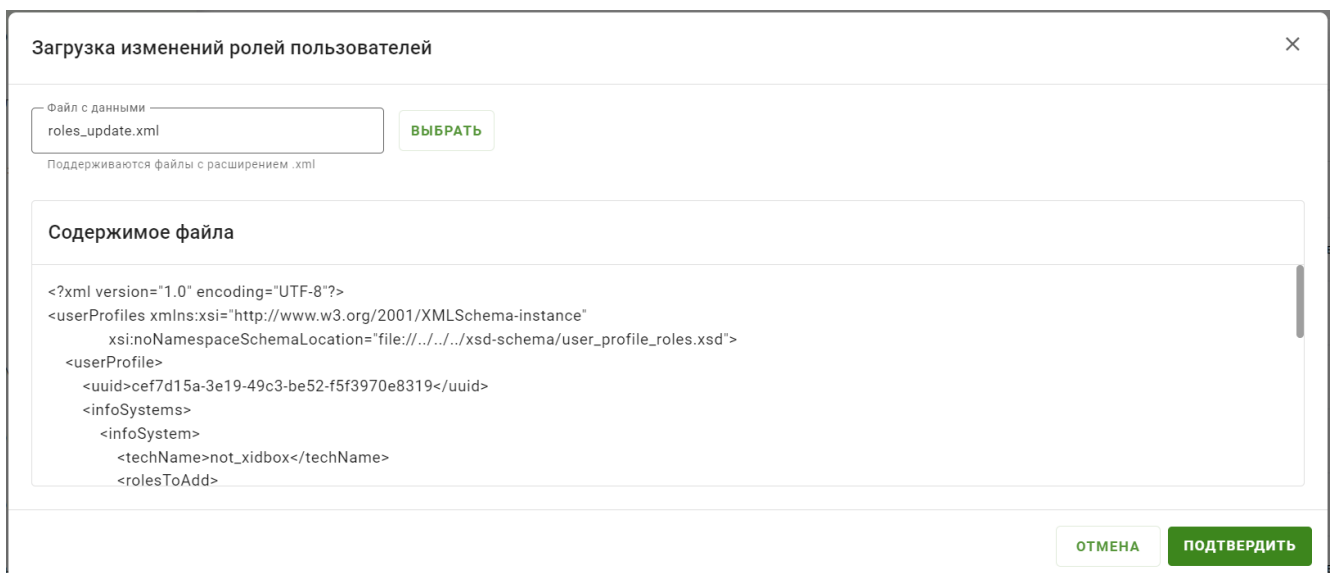 Загрузка изменений ролей пользователей
Файл с данными
roles_update.xml
ВЫБРАТЬ
Поддерживаются файлы с расширением .xml
Содержимое файла
<?xml version="1.0" encoding="UTF-8"?>
<userProfiles xmlns:xsi="http://www.w3.org/2001/XMLSchema-instance"
xsi:noNamespaceSchemaLocation="file://../../../xsd-schema/user_profile_roles.xsd">
<userProfile>
<uuid>cef7d15a-3e19-49c3-be52-f5f3970e8319</uuid>
<infoSystems>
<infoSystem>
<techName>not_xidbox</techName>
<rolesToAdd>
ОТМЕНА
ПОДТВЕРДИТЬ